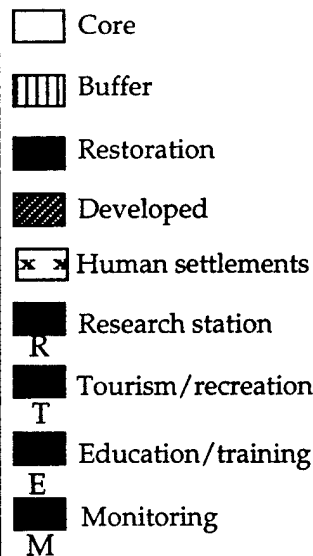 Core
Buffer
Restoration
Developed
x x Human settlements
Research station
R
Tourism/recreation
T
Education/training
E
Monitoring
M